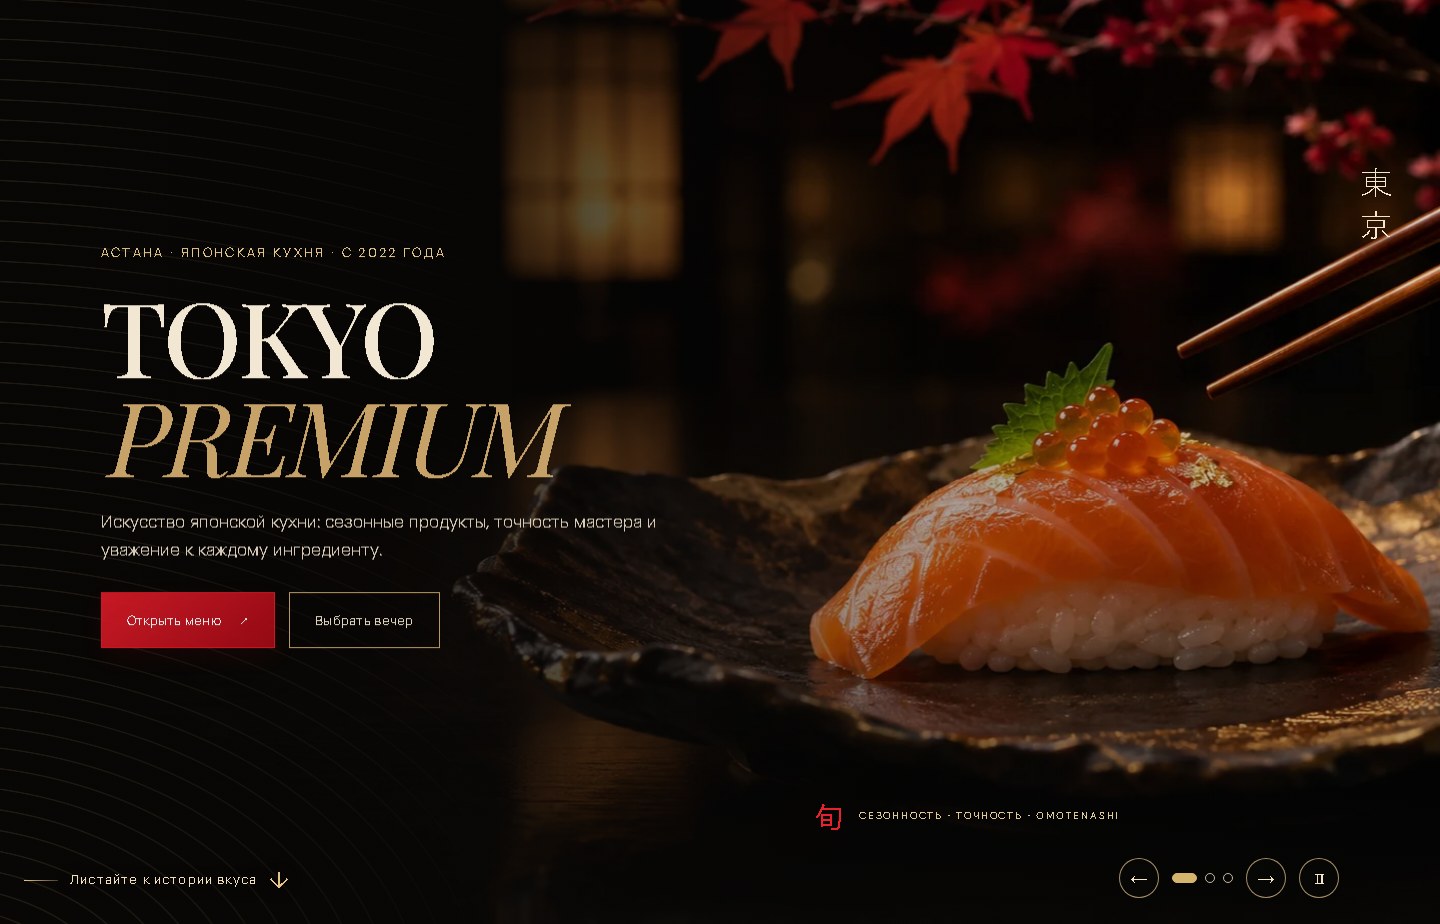 東
京
АСТАНА · ЯПОНСКАЯ КУХНЯ · С 2022 ГОДА
TOKYO
PREMIUM
Искусство японской кухни: сезонные продукты, точность мастера и
уважение к каждому ингредиенту.
Открыть меню ↗
Выбрать вечер
旬 СЕЗОННОСТЬ · ТОЧНОСТЬ · OMOTENASHI
Листайте к истории вкуса ↓